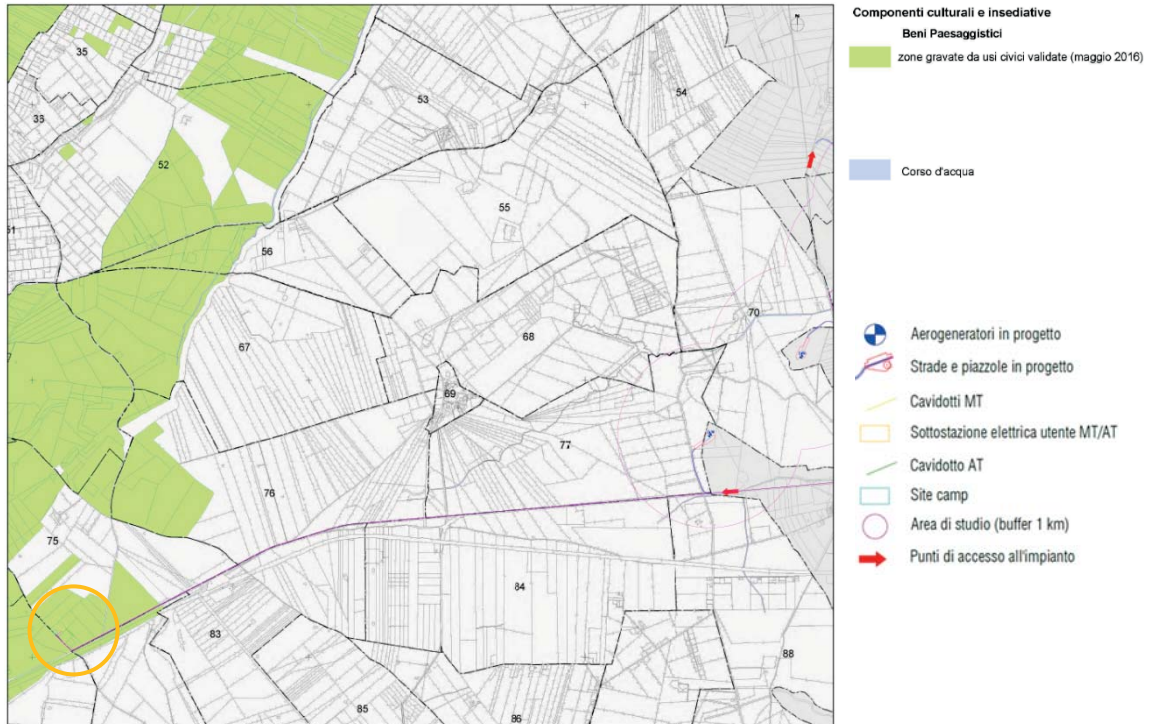 Componenti culturali e insediative
Beni Paesaggistici
zone gravate da usi civici validate (maggio 2016)
Corso d'acqua
Aerogeneratori in progetto
Strade e piazzole in progetto
Cavidotti MT
Sottostazione elettrica utente MT/AT
Cavidotto AT
Site camp
Area di studio (buffer 1 km)
Punti di accesso all'impianto
35
53
54
33
52
55
51
56
70
67
68
69
77
76
75
84
83
88
85
86